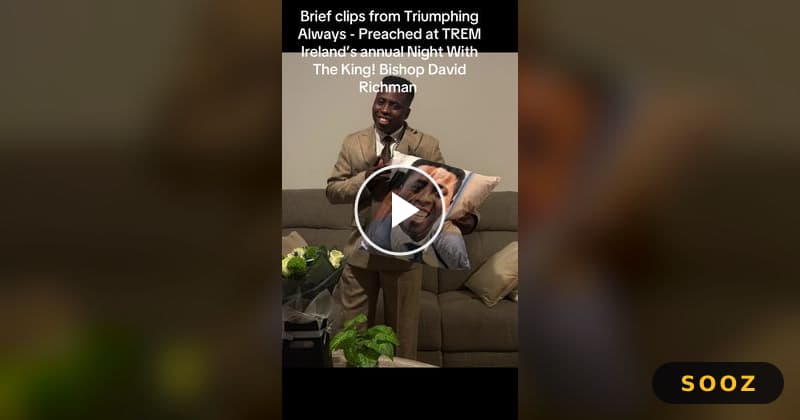 Brief clips from Triumphing
Always - Preached at TREM
Ireland's annual Night With
The King! Bishop David
Richman
SOOZ